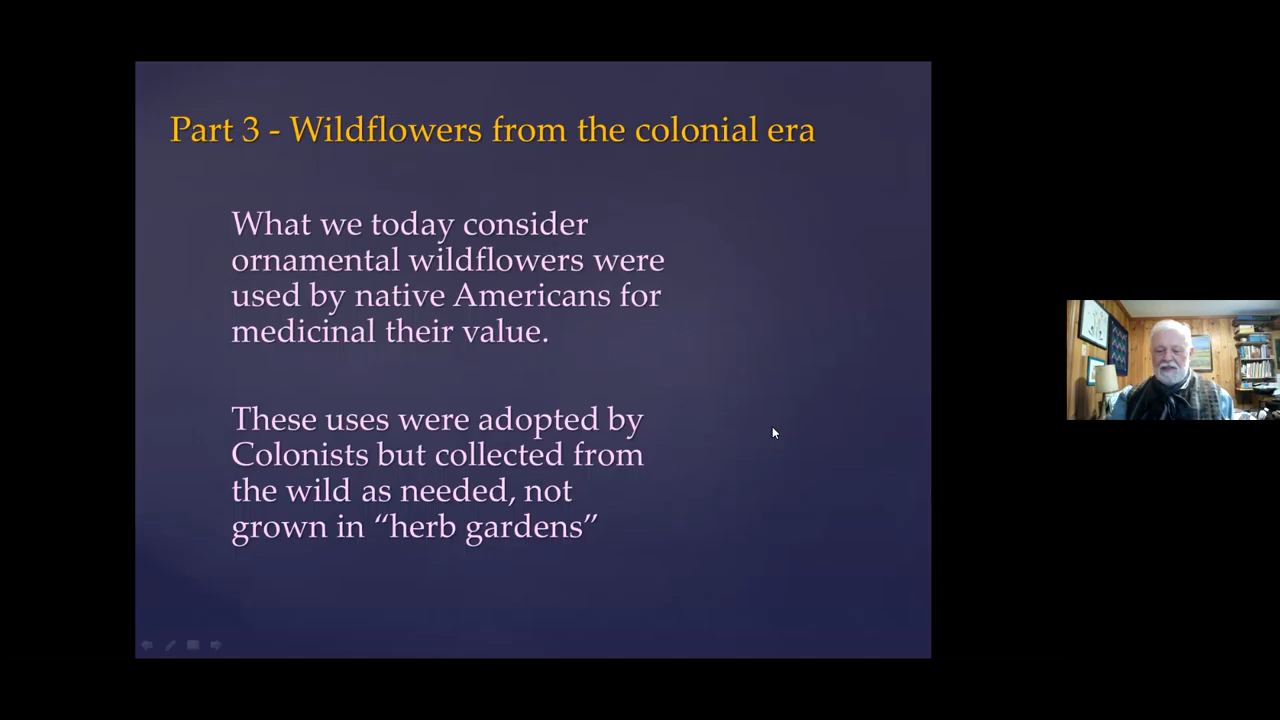 Part 3 - Wildflowers from the colonial era
What we today consider
ornamental wildflowers were
used by native Americans for
medicinal their value.
These uses were adopted by
Colonists but collected from
the wild as needed, not
grown in “herb gardens”